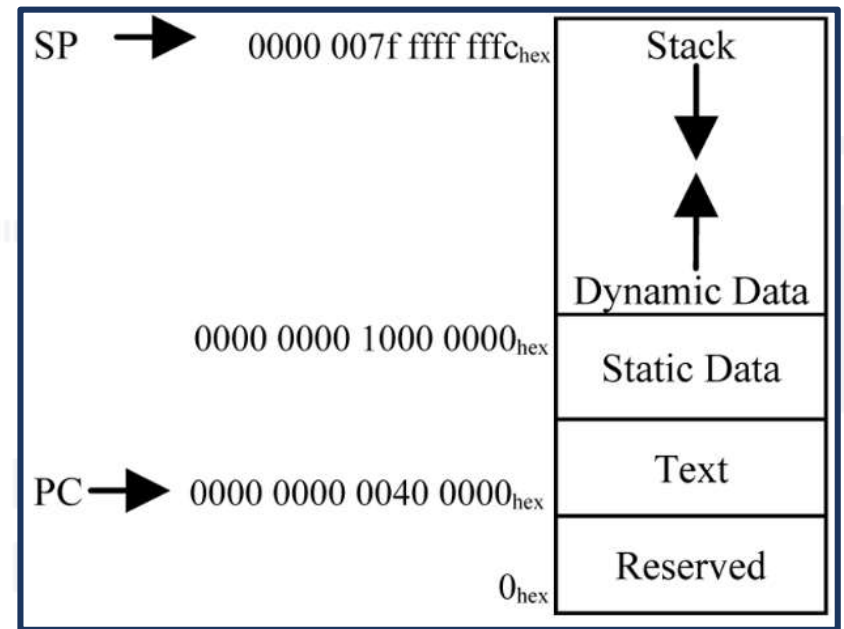 SP 0000 007f ffff fffchex Stack
Dynamic Data
0000 0000 1000 0000hex
Static Data
Text
PC 0000 0000 0040 0000hex
Reserved
0hex